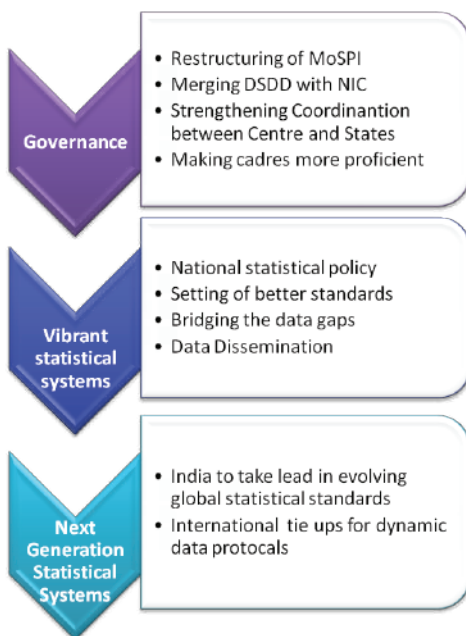 Governance
• Restructuring of MoSPI
• Merging DSDD with NIC
• Strengthening Coordinantion
between Centre and States
• Making cadres more proficient
Vibrant
statistical
systems
• National statistical policy
• Setting of better standards
• Bridging the data gaps
• Data Dissemination
Next
Generation
Statistical
Systems
• India to take lead in evolving
global statistical standards
• International tie ups for dynamic
data protocals